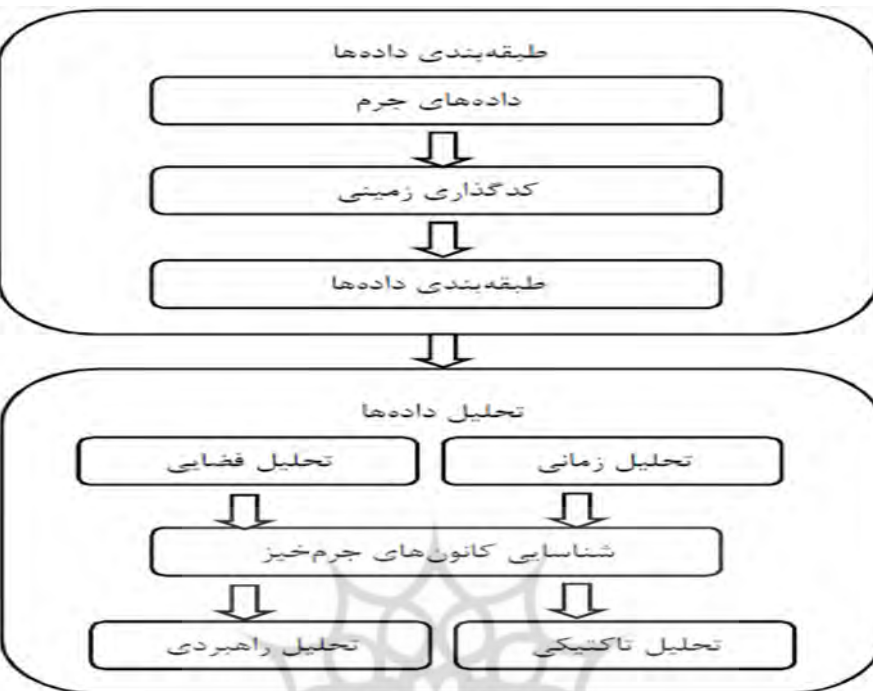 طبقه‌بندی داده‌ها
داده‌های جرم
کدگذاری زمینی
طبقه‌بندی داده‌ها
تحلیل داده‌ها
تحلیل زمانی
تحلیل فضایی
شناسایی کانون‌های جرم‌خیز
تحلیل تاکتیکی
تحلیل راهبردی